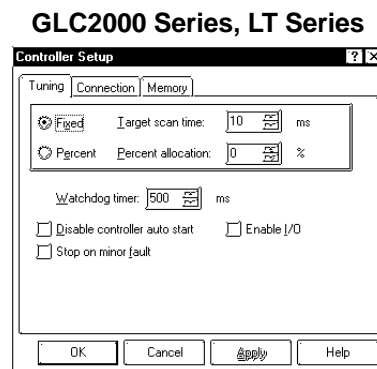 GLC2000 Series, LT Series
Controller Setup ? X
Tuning Connection Memory
Fixed Target scan time: 10 ms
Percent Percent allocation: 0 %
Watchdog timer: 500 ms
Disable controller auto start Enable I/O
Stop on minor fault
OK Cancel Apply Help